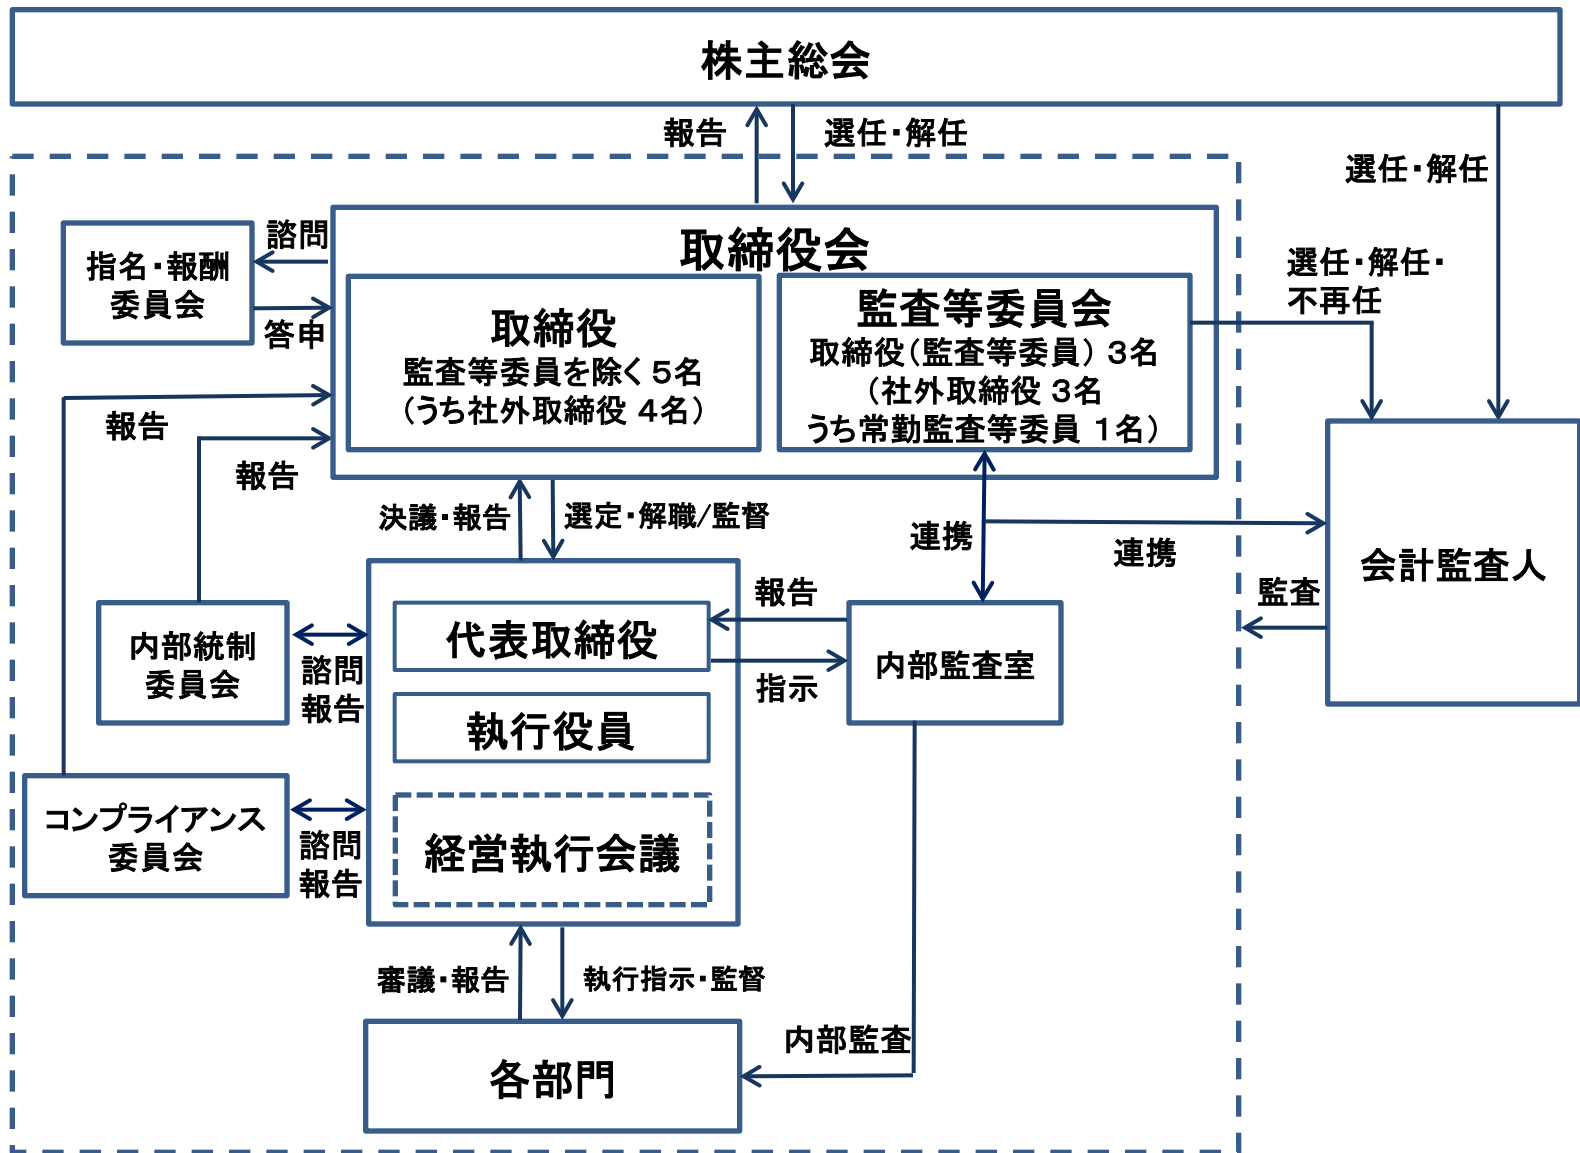 株主総会
報告
選任・解任
選任・解任
諮問
指名・報酬
委員会
答申
取締役会
取締役
監査等委員を除く５名
（うち社外取締役 ４名）
監査等委員会
取締役（監査等委員）３名
（社外取締役 ３名
うち常勤監査等委員 １名）
選任・解任・
不再任
報告
報告
決議・報告
選定・解職/監督
連携
連携
会計監査人
監査
内部統制
委員会
諮問
報告
代表取締役
執行役員
経営執行会議
報告
指示
内部監査室
コンプライアンス
委員会
諮問
報告
審議・報告
執行指示・監督
内部監査
各部門